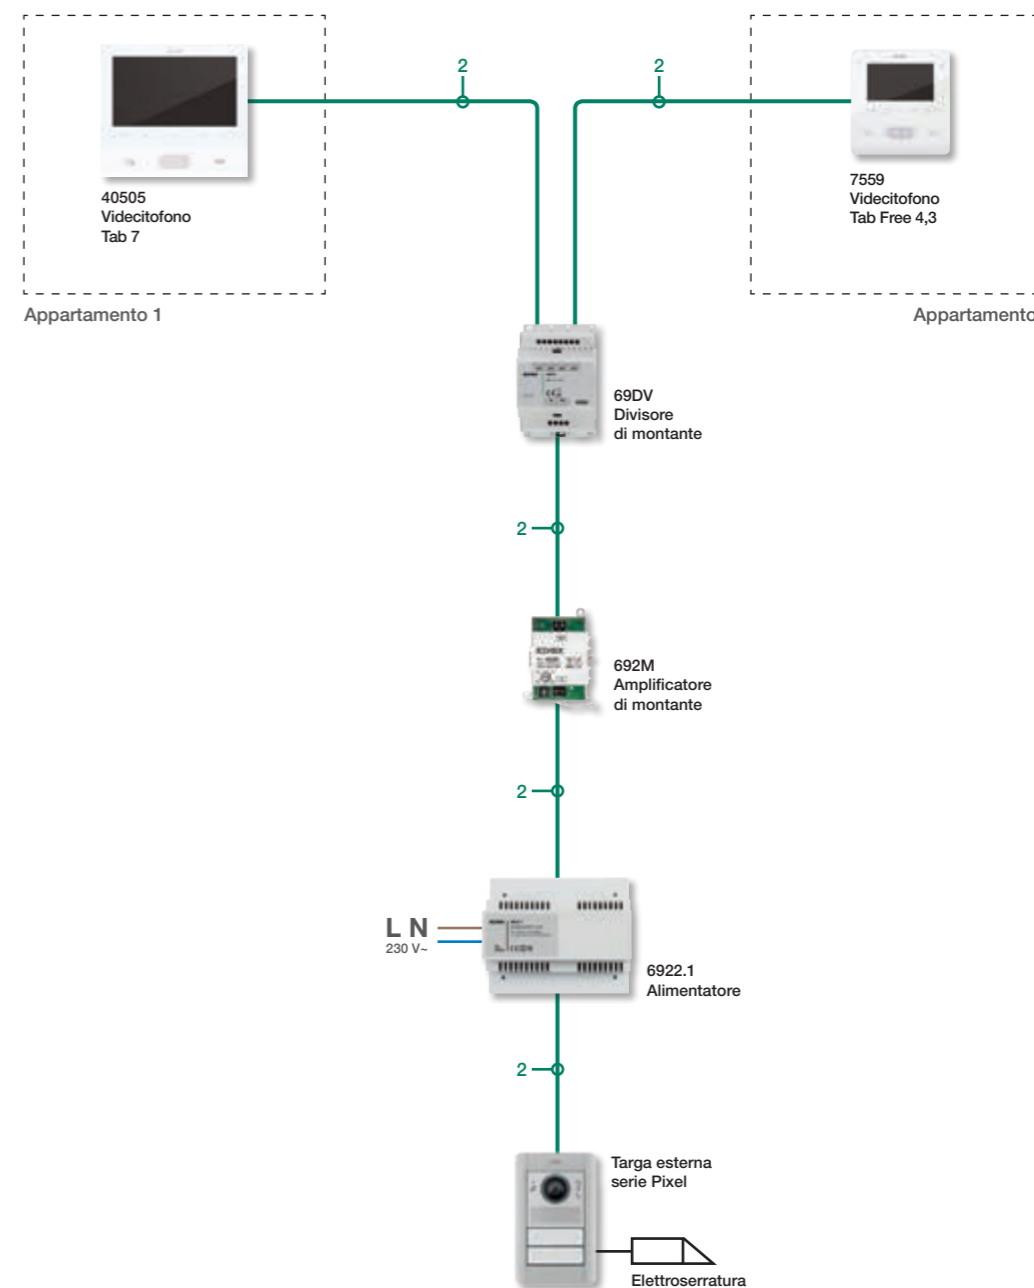 2
2
40505
Videcitofono
Tab 7
7559
Videcitofono
Tab Free 4,3
Appartamento 1
Appartamento
69DV
Divisore
di montante
2
692M
Amplificatore
di montante
2
L N
230 V~
6922.1
Alimentatore
2
Targa esterna
serie Pixel
Elettroserratura